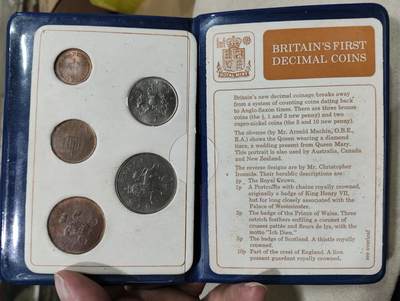 ROYAL MINT
BRITAIN'S FIRST
DECIMAL COINS
Britain's new decimal coinage breaks away
from a system of counting coins dating back
to Anglo-Saxon times. There are three bronze
coins (the ½, 1 and 2 new penny) and two
cupro-nickel coins (the 5 and 10 new penny).
The obverse (by Mr. Arnold Machin, O.B.E.,
R.A.) shows the Queen wearing a diamond
tiara, a wedding present from Queen Mary.
This portrait is also used by Australia, Canada
and New Zealand.
The reverse designs are by Mr. Christopher
Ironside. Their heraldic descriptions are:
½p The Royal Crown.
1p A Portcullis with chains royally crowned,
originally a badge of King Henry VII,
but for long closely associated with the
Palace of Westminster.
2p The badge of the Prince of Wales. Three
ostrich feathers enfiling a coronet of
crosses pattée and fleurs de lys, with the
motto "Ich Dien."
5p The badge of Scotland. A thistle royally
crowned.
10p Part of the crest of England. A lion
passant guardant royally crowned.
see overleaf